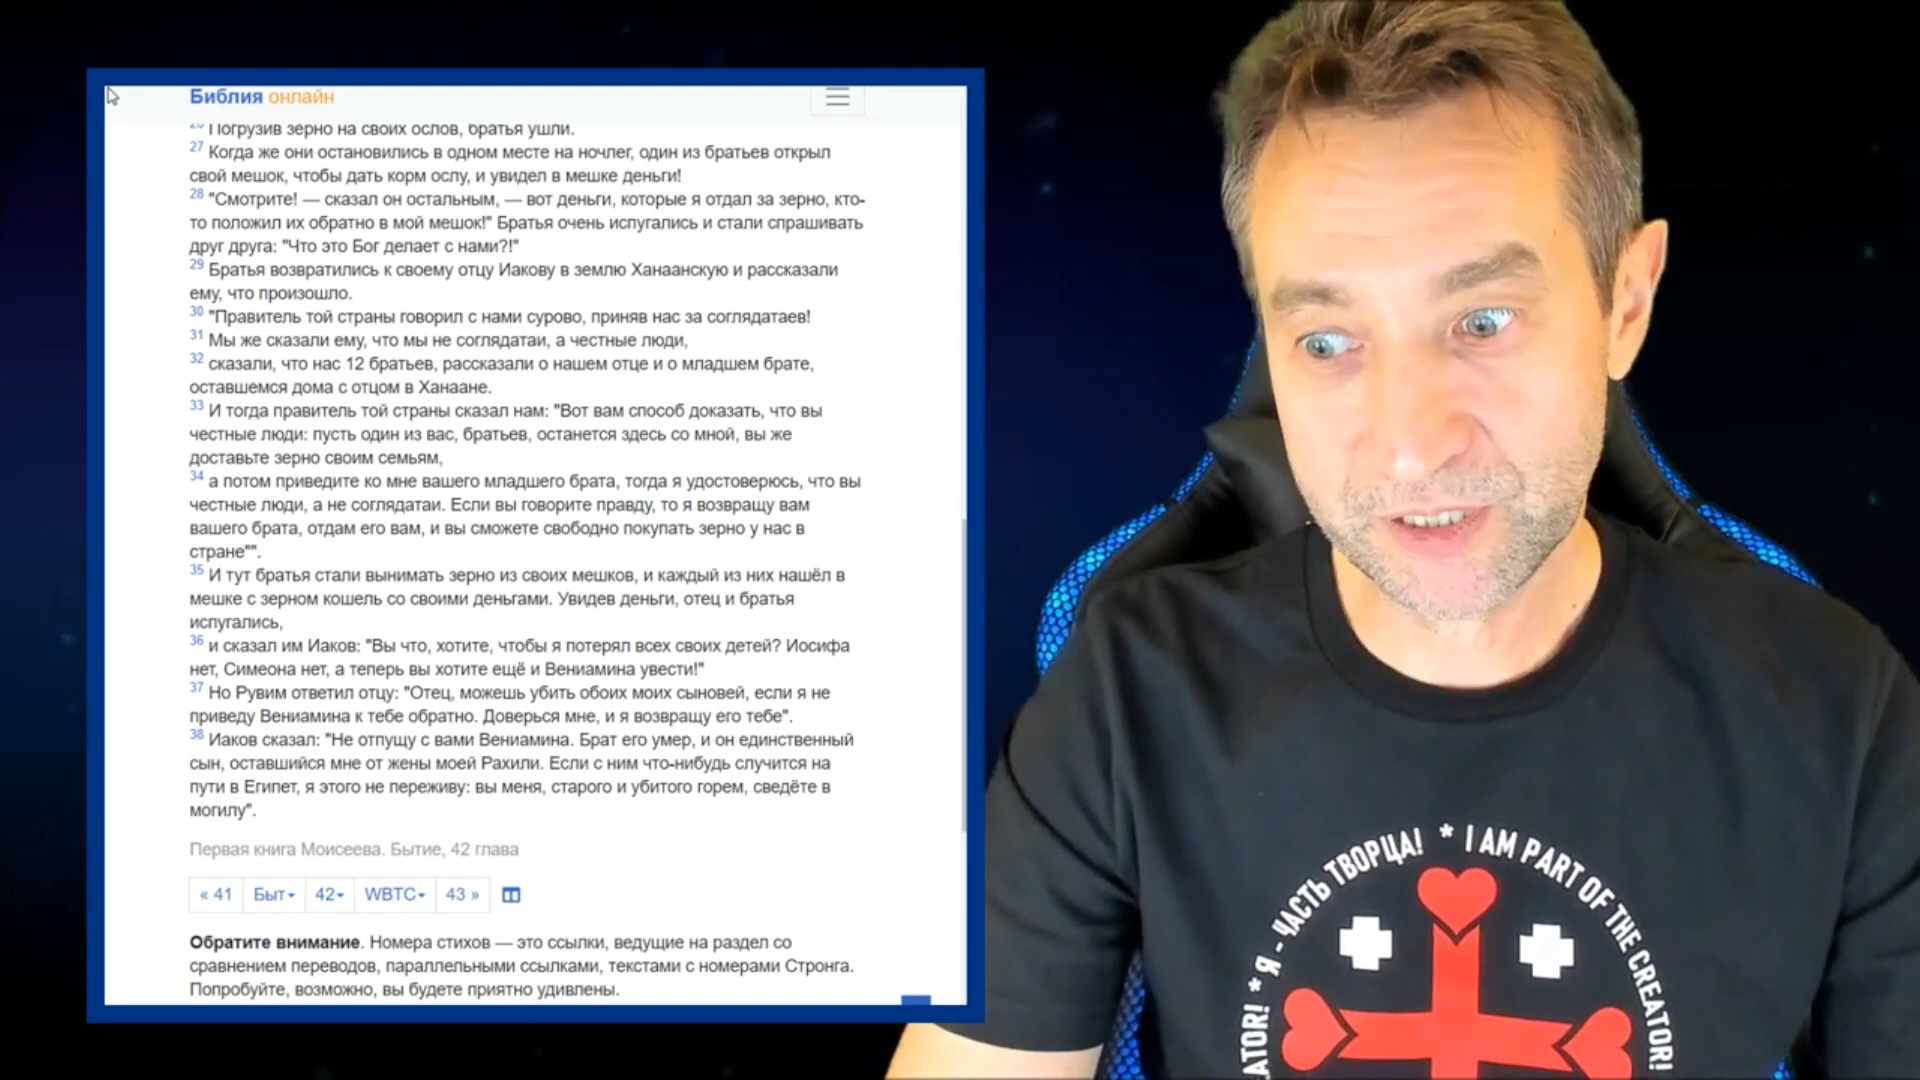 Библия онлайн
26 Погрузив зерно на своих ослов, братья ушли.
27 Когда же они остановились в одном месте на ночлег, один из братьев открыл
свой мешок, чтобы дать корм ослу, и увидел в мешке деньги!
28 "Смотрите! — сказал он остальным, — вот деньги, которые я отдал за зерно, кто-
то положил их обратно в мой мешок!" Братья очень испугались и стали спрашивать
друг друга: "Что это Бог делает с нами?!"
29 Братья возвратились к своему отцу Иакову в землю Ханаанскую и рассказали
ему, что произошло.
30 "Правитель той страны говорил с нами сурово, приняв нас за соглядатаев!
31 Мы же сказали ему, что мы не соглядатаи, а честные люди,
32 сказали, что нас 12 братьев, рассказали о нашем отце и о младшем брате,
оставшемся дома с отцом в Ханаане.
33 И тогда правитель той страны сказал нам: "Вот вам способ доказать, что вы
честные люди: пусть один из вас, братьев, останется здесь со мной, вы же
доставьте зерно своим семьям,
34 а потом приведите ко мне вашего младшего брата, тогда я удостоверюсь, что вы
честные люди, а не соглядатаи. Если вы говорите правду, то я возвращу вам
вашего брата, отдам его вам, и вы сможете свободно покупать зерно у нас в
стране"".
35 И тут братья стали вынимать зерно из своих мешков, и каждый из них нашёл в
мешке с зерном кошель со своими деньгами. Увидев деньги, отец и братья
испугались,
36 и сказал им Иаков: "Вы что, хотите, чтобы я потерял всех своих детей? Иосифа
нет, Симеона нет, а теперь вы хотите ещё и Вениамина увести!"
37 Но Рувим ответил отцу: "Отец, можешь убить обоих моих сыновей, если я не
приведу Вениамина к тебе обратно. Доверься мне, и я возвращу его тебе".
38 Иаков сказал: "Не отпущу с вами Вениамина. Брат его умер, и он единственный
сын, оставшийся мне от жены моей Рахили. Если с ним что-нибудь случится на
пути в Египет, я этого не переживу: вы меня, старого и убитого горем, сведёте в
могилу".
Первая книга Моисеева. Бытие, 42 глава
« 41 Быт 42 WBTC 43 »
Обратите внимание. Номера стихов — это ссылки, ведущие на раздел со
сравнением переводов, параллельными ссылками, текстами с номерами Стронга.
Попробуйте, возможно, вы будете приятно удивлены.
* Я - ЧАСТЬ ТВОРЦА! * I AM PART OF THE CREATOR!